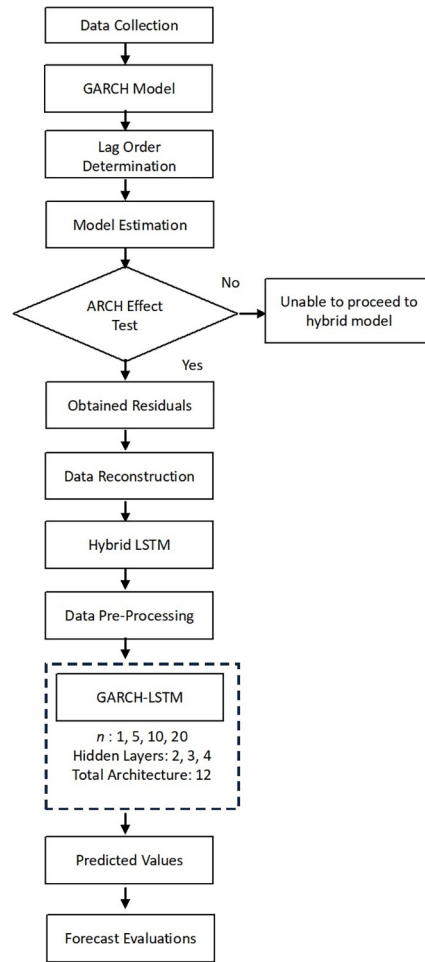 Data Collection
GARCH Model
Lag Order
Determination
Model Estimation
ARCH Effect
Test
No
Unable to proceed to
hybrid model
Yes
Obtained Residuals
Data Reconstruction
Hybrid LSTM
Data Pre-Processing
GARCH-LSTM
n : 1, 5, 10, 20
Hidden Layers: 2, 3, 4
Total Architecture: 12
Predicted Values
Forecast Evaluations